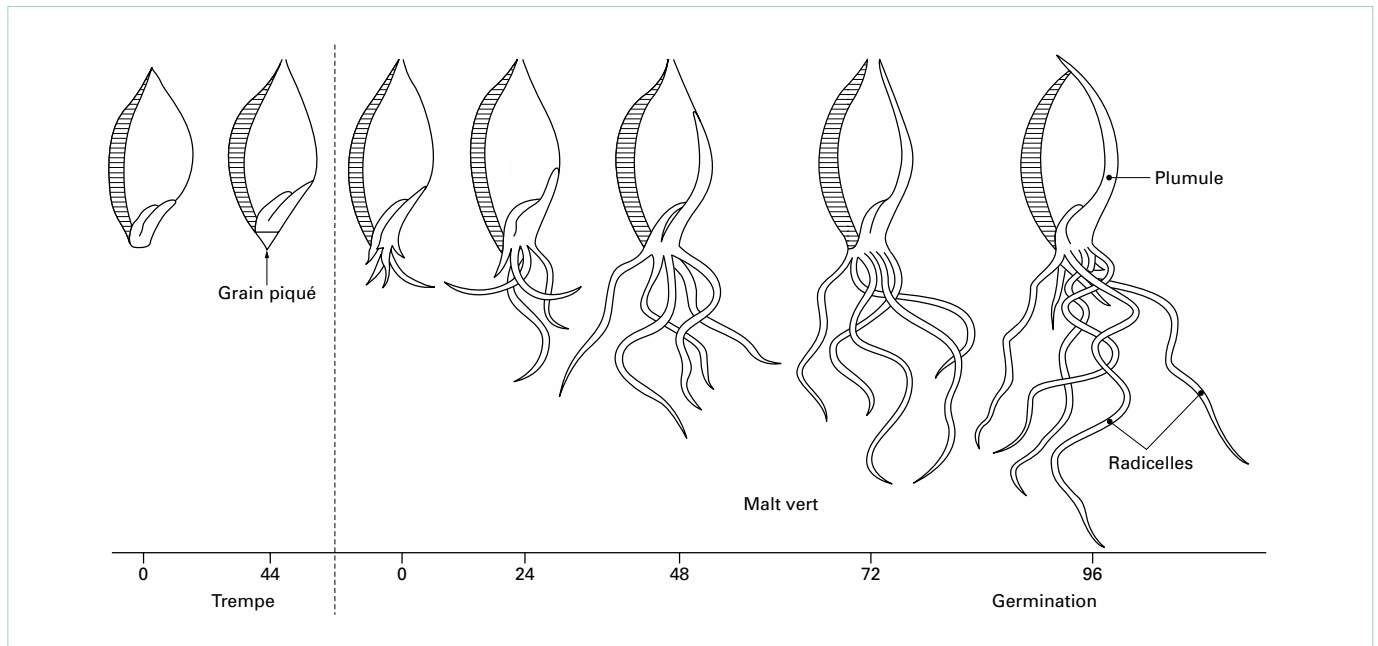 Plumule
Grain piqué
Radicelles
Malt vert
0 44 0 24 48 72 96
Trempe Germination